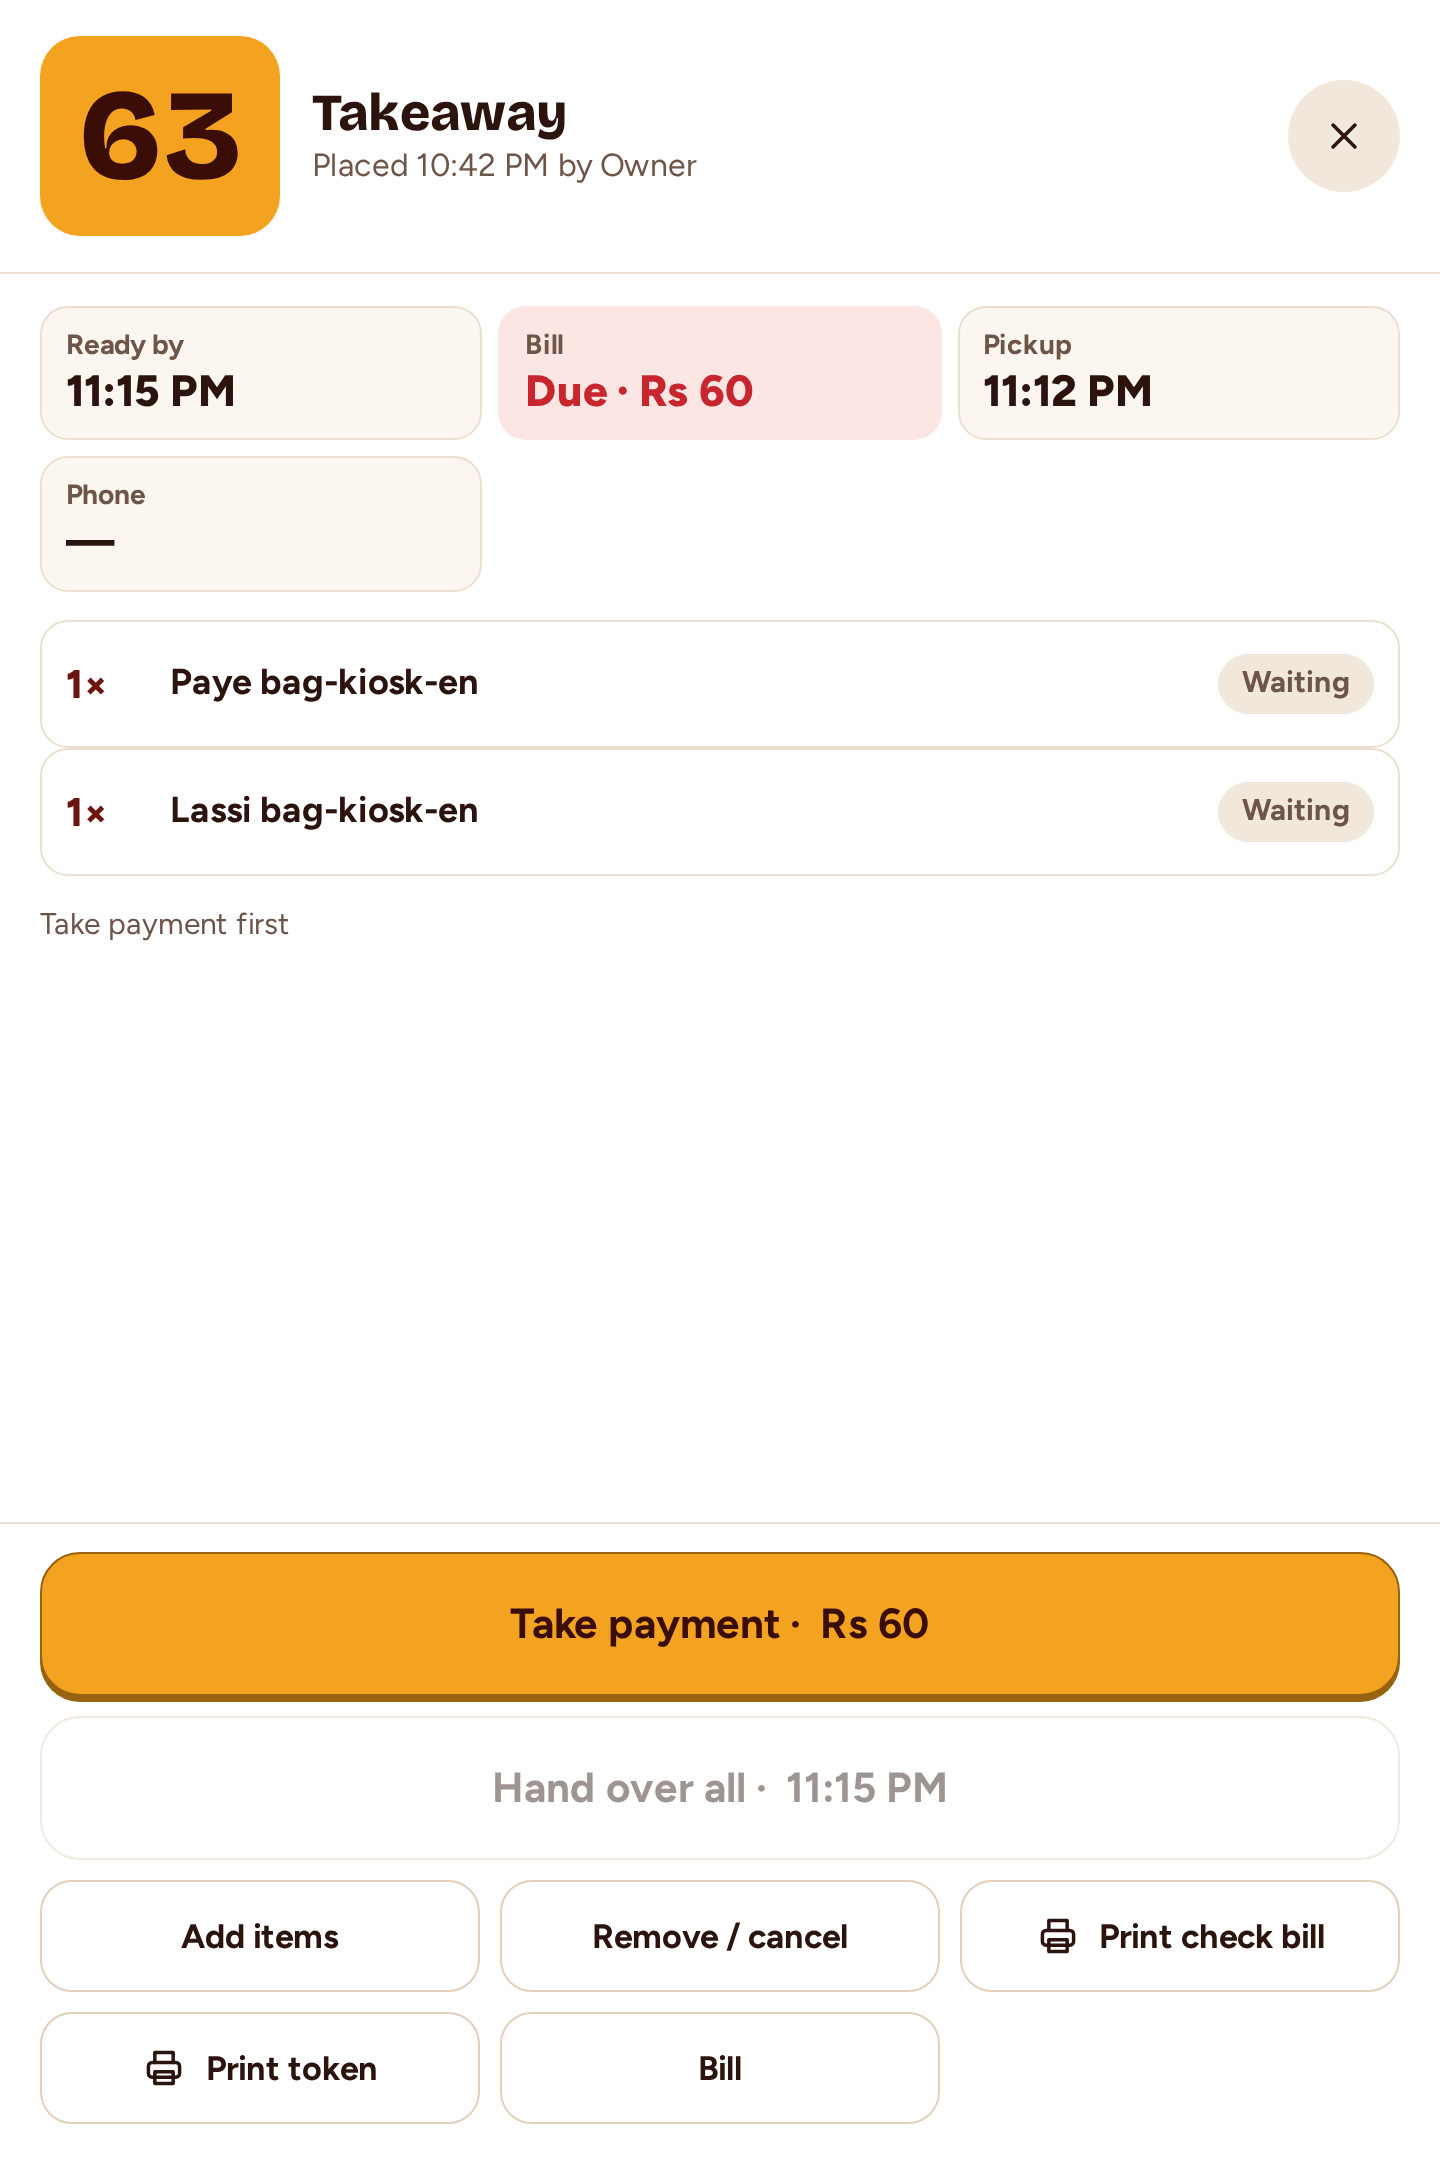 63
Takeaway
Placed 10:42 PM by Owner
Ready by
11:15 PM
Bill
Due · Rs 60
Pickup
11:12 PM
Phone
—
1× Paye bag-kiosk-en Waiting
1× Lassi bag-kiosk-en Waiting
Take payment first
Take payment · Rs 60
Hand over all · 11:15 PM
Add items
Remove / cancel
Print check bill
Print token
Bill